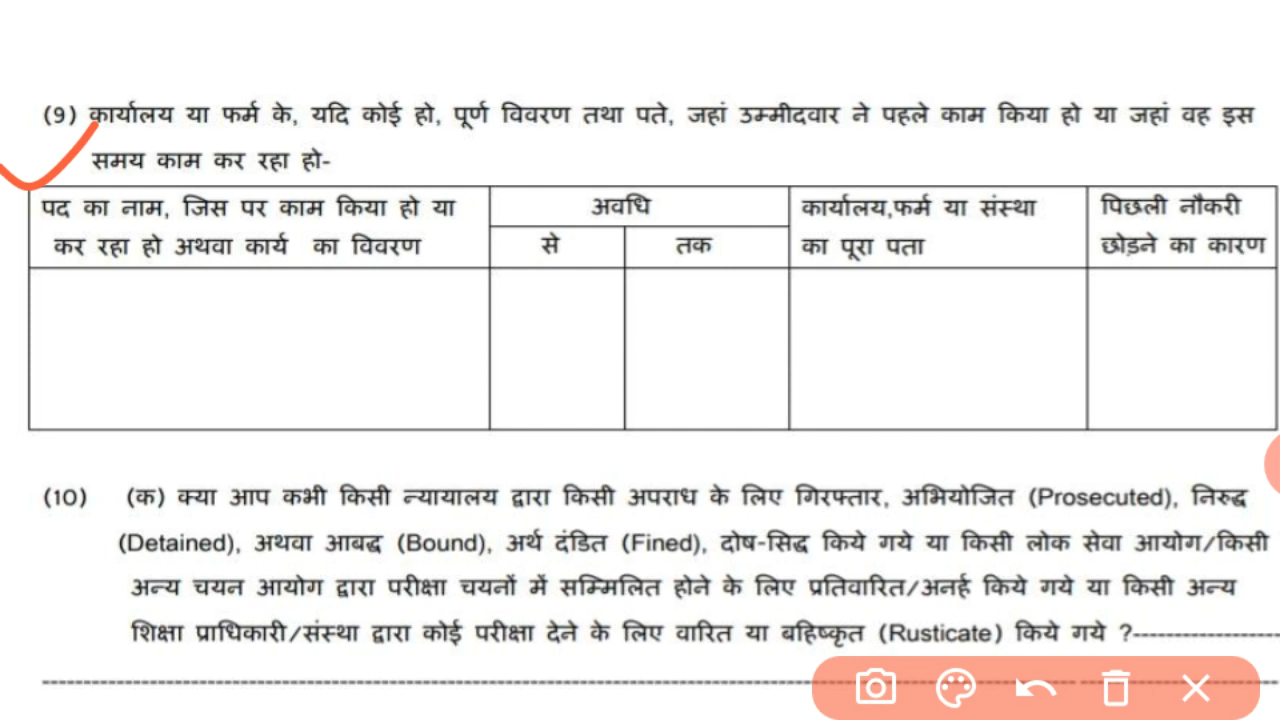 (9) कार्यालय या फर्म के, यदि कोई हो, पूर्ण विवरण तथा पते, जहां उम्मीदवार ने पहले काम किया हो या जहां वह इस
समय काम कर रहा हो-
पद का नाम, जिस पर काम किया हो या
कर रहा हो अथवा कार्य का विवरण
अवधि
से
तक
कार्यालय,फर्म या संस्था
का पूरा पता
पिछली नौकरी
छोड़ने का कारण
(10) (क) क्या आप कभी किसी न्यायालय द्वारा किसी अपराध के लिए गिरफ्तार, अभियोजित (Prosecuted), निरुद्ध
(Detained), अथवा आबद्ध (Bound), अर्थ दंडित (Fined), दोष-सिद्ध किये गये या किसी लोक सेवा आयोग/किसी
अन्य चयन आयोग द्वारा परीक्षा चयनों में सम्मिलित होने के लिए प्रतिवारित/अनर्ह किये गये या किसी अन्य
शिक्षा प्राधिकारी/संस्था द्वारा कोई परीक्षा देने के लिए वारित या बहिष्कृत (Rusticate) किये गये ?-----------------